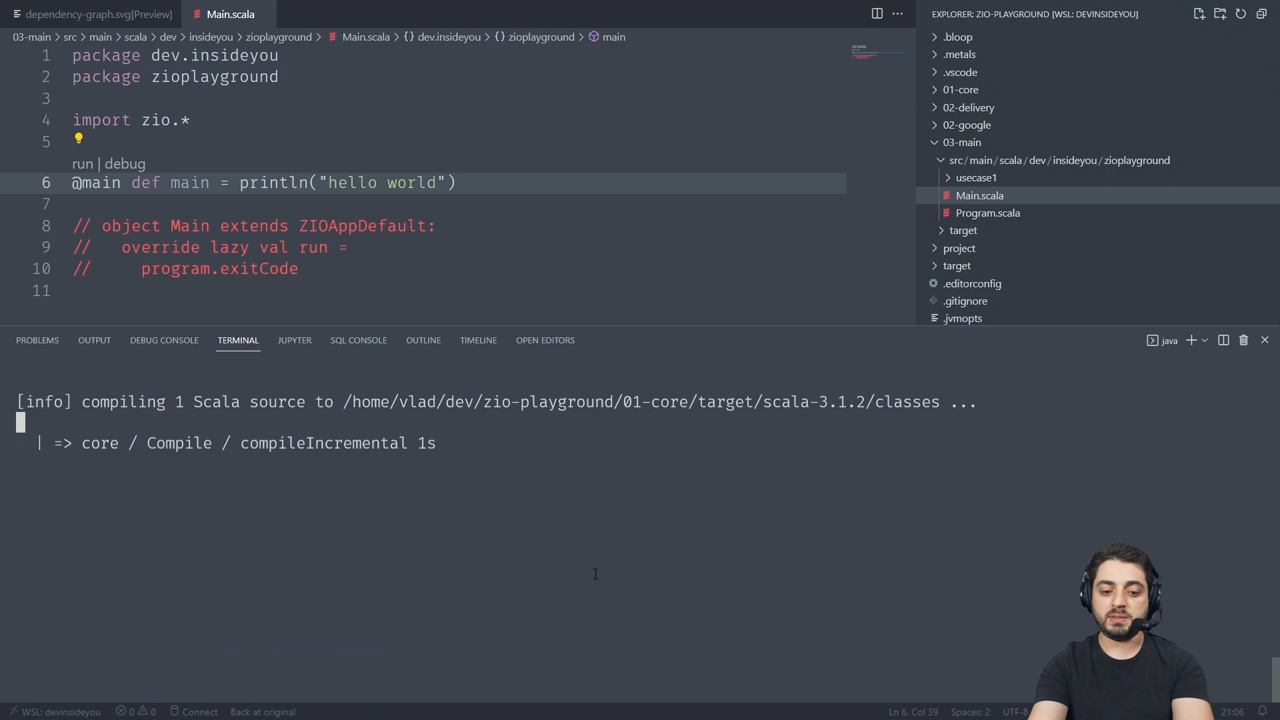 dependency-graph.svg[Preview]
Main.scala
EXPLORER: ZIO-PLAYGROUND [WSL: DEVINSIDEYOU]
03-main > src > main > scala > dev > insideyou > zioplayground > Main.scala > {} dev.insideyou > {} zioplayground > main
1 package dev.insideyou
2 package zioplayground
3
4 import zio.*
5
run | debug
6 @main def main = println("hello world")
7
8 // object Main extends ZIOAppDefault:
9 //   override lazy val run =
10 //     program.exitCode
11
.bloop
.metals
.vscode
01-core
02-delivery
02-google
03-main
src / main / scala / dev / insideyou / zioplayground
usecase1
Main.scala
Program.scala
target
project
target
.editorconfig
.gitignore
.jvmopts
PROBLEMS OUTPUT DEBUG CONSOLE TERMINAL JUPYTER SQL CONSOLE OUTLINE TIMELINE OPEN EDITORS
java
[info] compiling 1 Scala source to /home/vlad/dev/zio-playground/01-core/target/scala-3.1.2/classes ...
| => core / Compile / compileIncremental 1s
WSL: devinsideyou 0 0 Connect Back at original Ln 6, Col 39 Spaces: 2 UTF-8 21:06